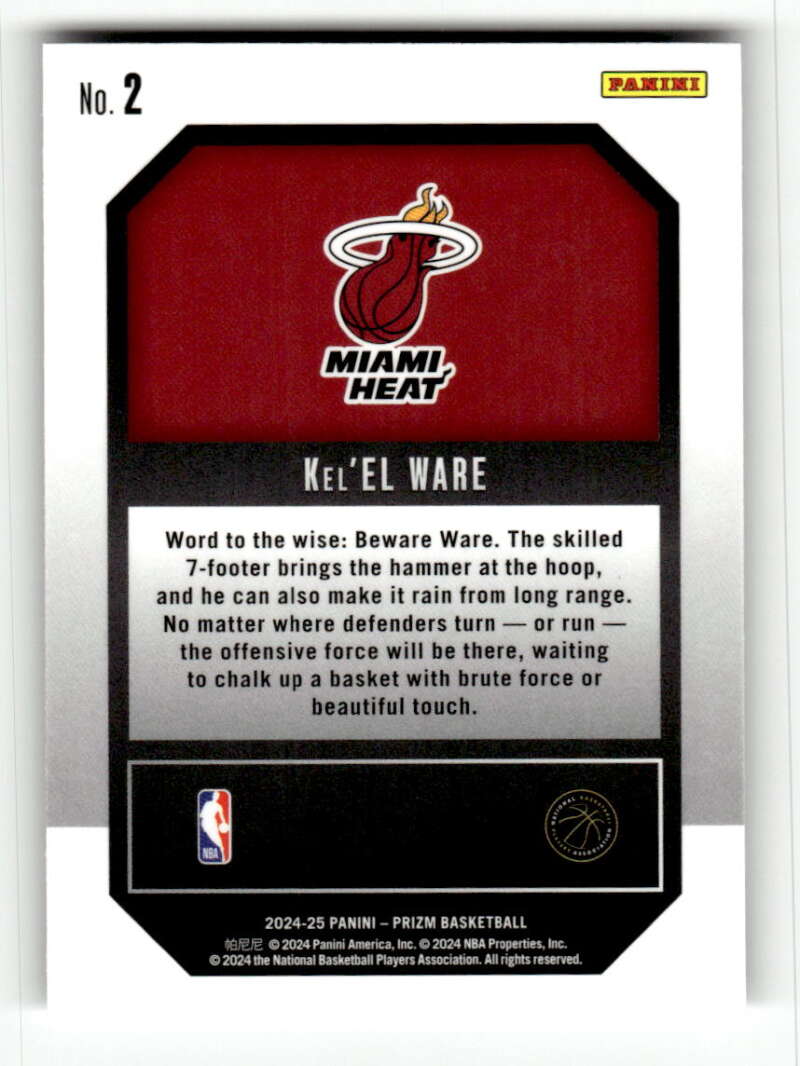 No. 2
PANINI
MIAMI
HEAT
KEL'EL WARE
Word to the wise: Beware Ware. The skilled
7-footer brings the hammer at the hoop,
and he can also make it rain from long range.
No matter where defenders turn — or run —
the offensive force will be there, waiting
to chalk up a basket with brute force or
beautiful touch.
NBA
NATIONAL BASKETBALL
PLAYERS ASSOCIATION
2024-25 PANINI – PRIZM BASKETBALL
帕尼尼 © 2024 Panini America, Inc. © 2024 NBA Properties, Inc.
© 2024 the National Basketball Players Association. All rights reserved.